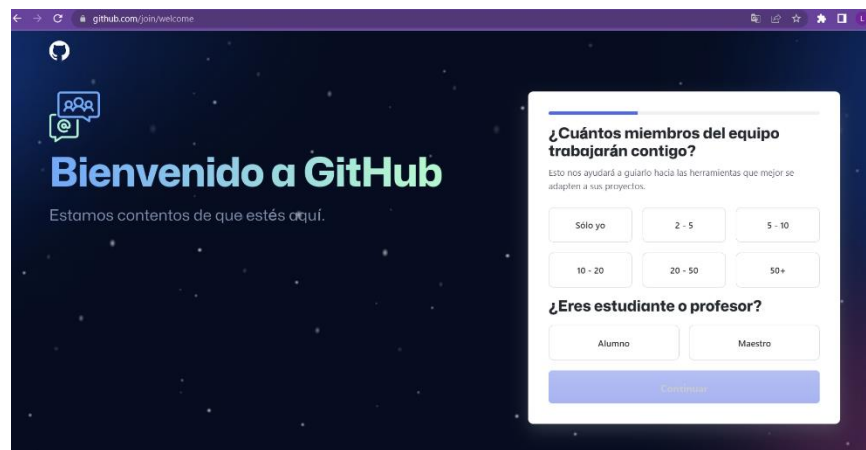 github.com/join/welcome
Bienvenido a GitHub
Estamos contentos de que estés aquí.
¿Cuántos miembros del equipo
trabajarán contigo?
Esto nos ayudará a guiarlo hacia las herramientas que mejor se
adapten a sus proyectos.
Sólo yo
2 - 5
5 - 10
10 - 20
20 - 50
50+
¿Eres estudiante o profesor?
Alumno
Maestro
Continuar